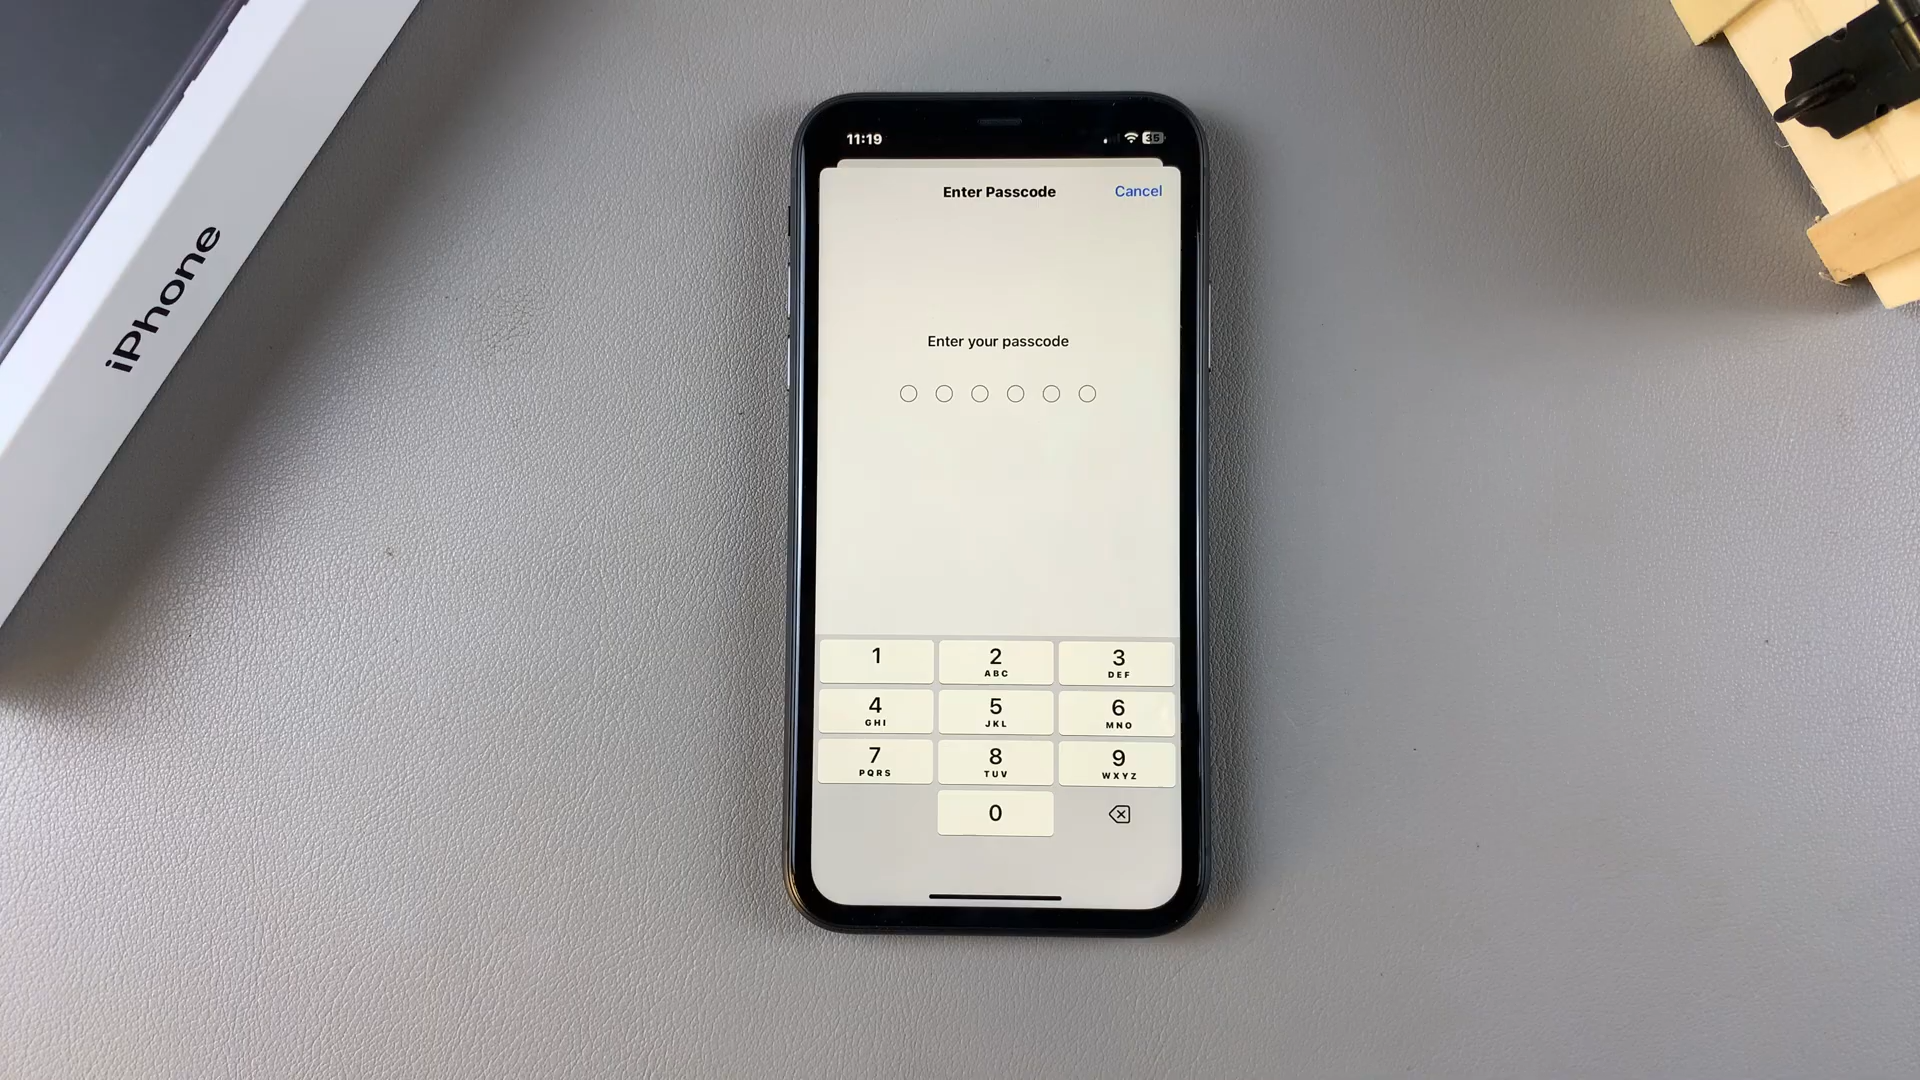 iPhone
11:19
35
Enter Passcode
Cancel
Enter your passcode
1
2
3
ABC
DEF
4
5
6
GHI
JKL
MNO
7
8
9
PQRS
TUV
WXYZ
0